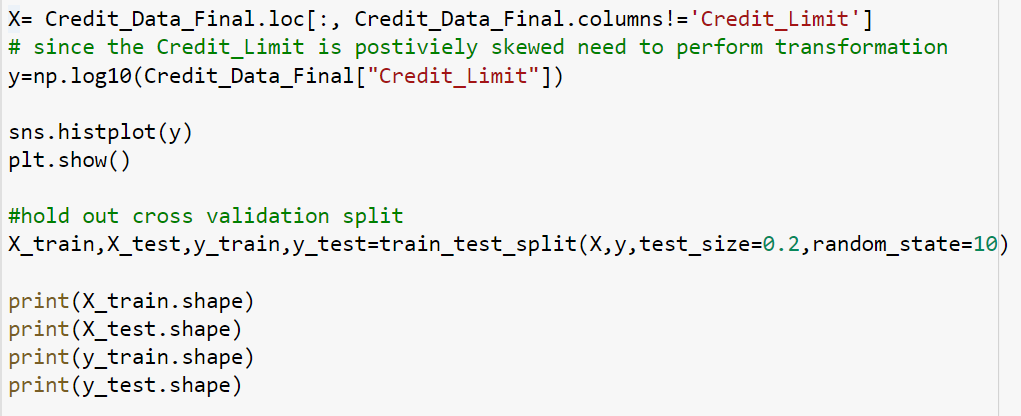 X= Credit_Data_Final.loc[:, Credit_Data_Final.columns!='Credit_Limit']
# since the Credit_Limit is postiviely skewed need to perform transformation
y=np.log10(Credit_Data_Final["Credit_Limit"])
sns.histplot(y)
plt.show()
#hold out cross validation split
X_train,X_test,y_train,y_test=train_test_split(X,y,test_size=0.2,random_state=10)
print(X_train.shape)
print(X_test.shape)
print(y_train.shape)
print(y_test.shape)